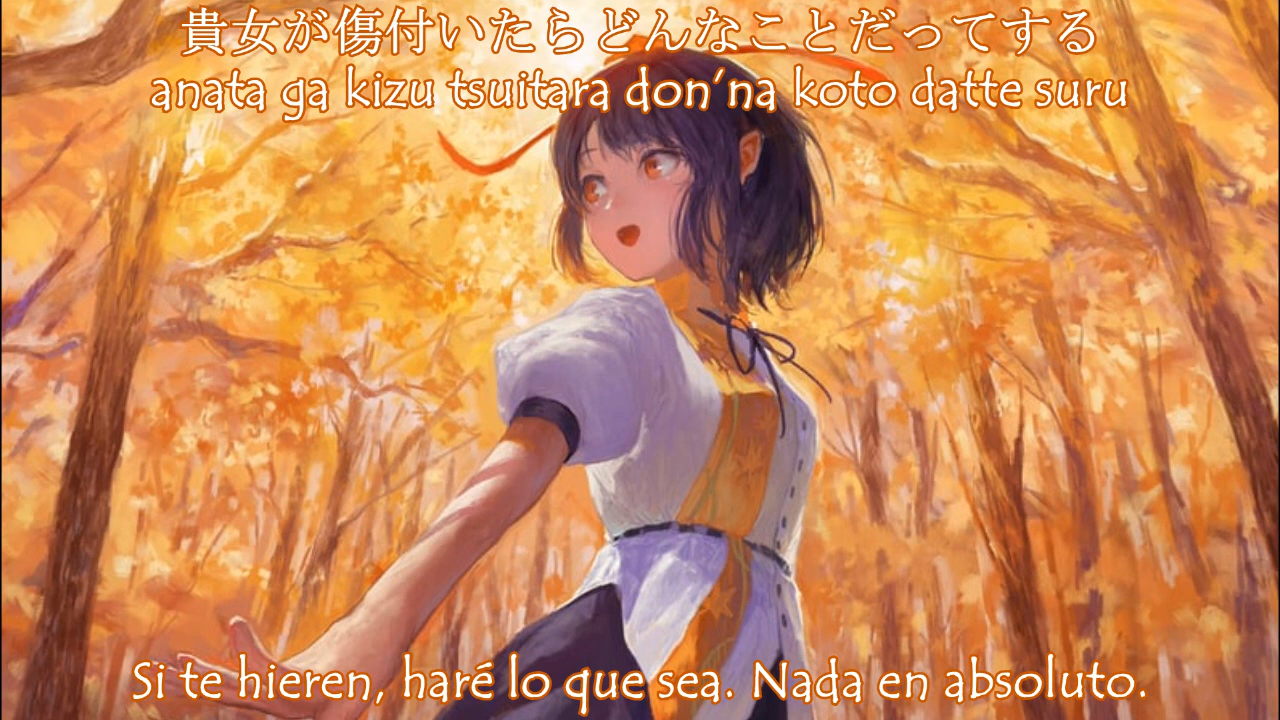 貴女が傷付いたらどんなことだってする
anata ga kizu tsuitara don’na koto datte suru
Si te hieren, haré lo que sea. Nada en absoluto.